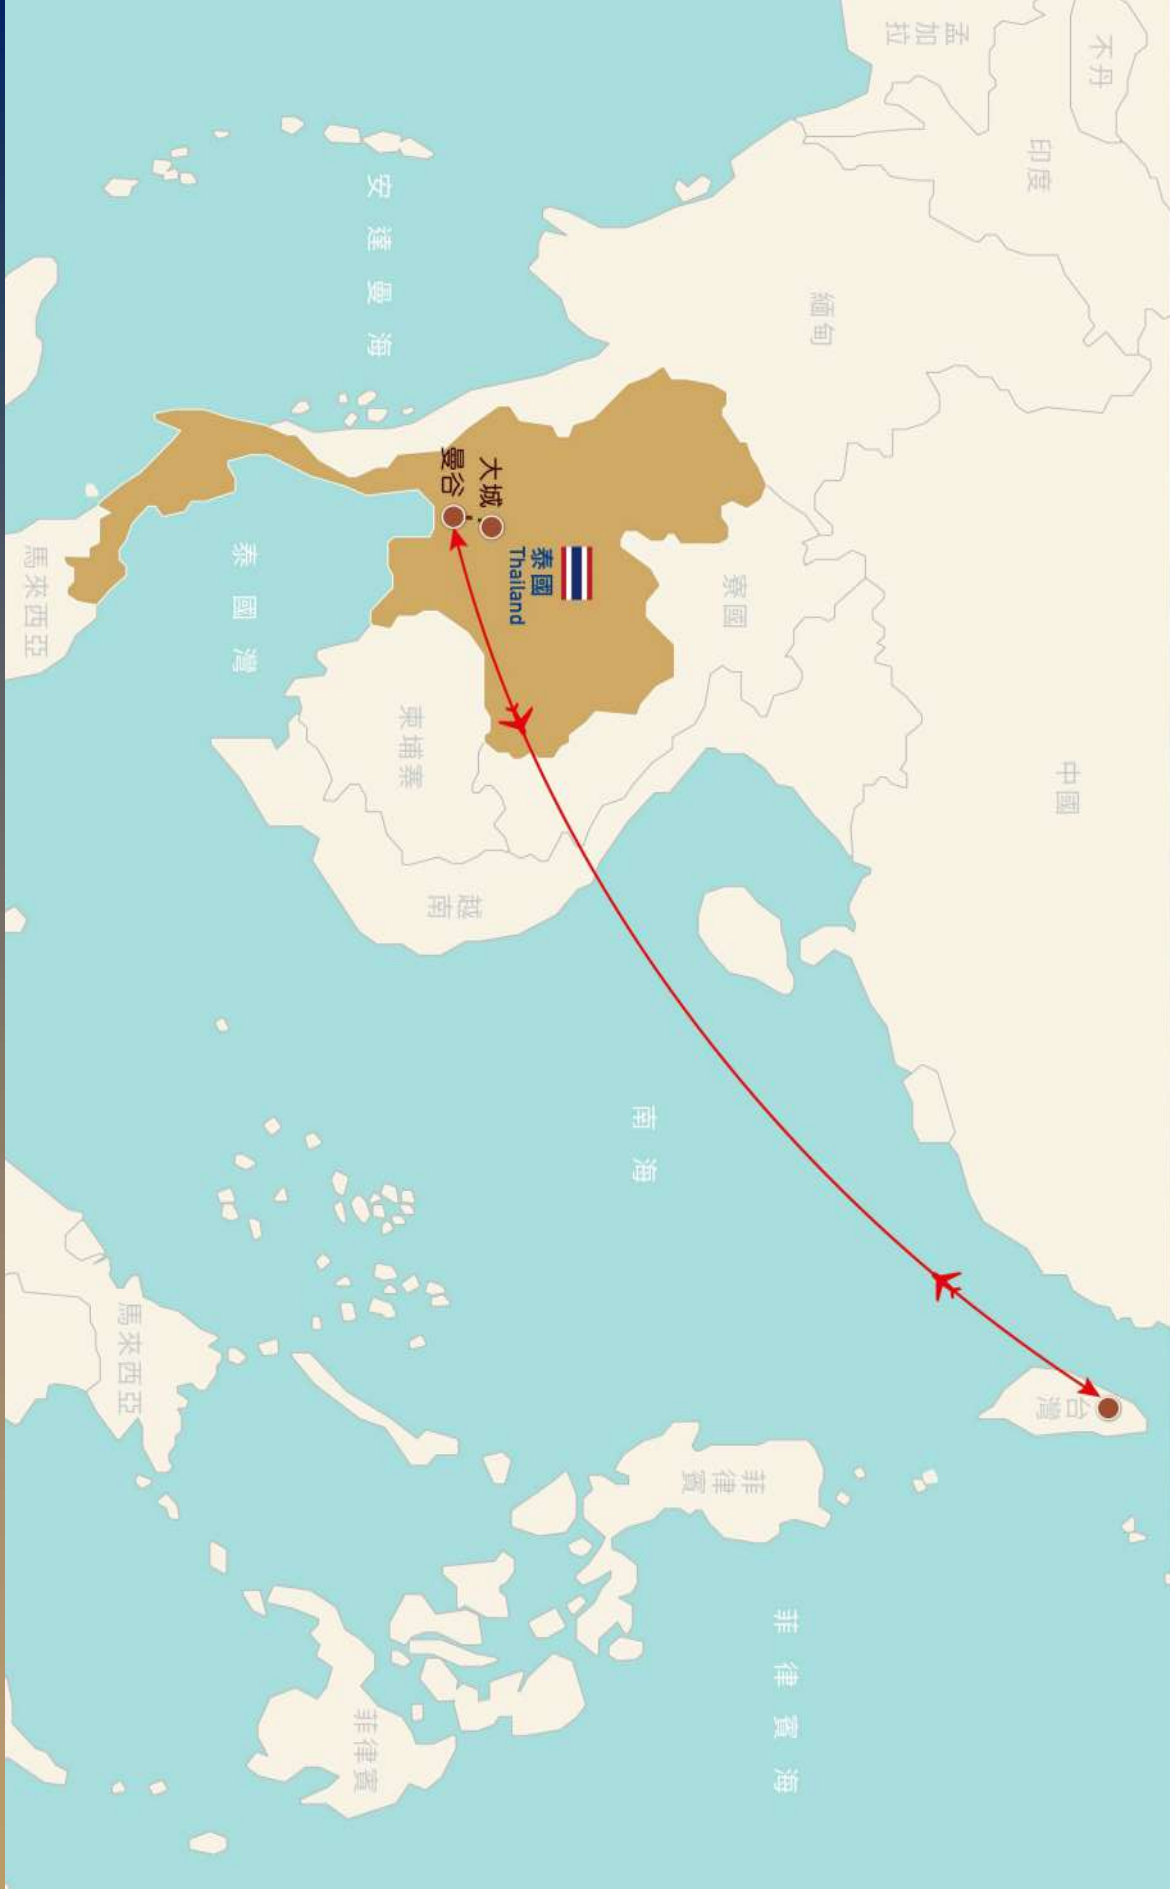 不丹
孟加拉
印度
中國
台灣
緬甸
寮國
泰國
Thailand
大城
曼谷
菲律賓海
菲律賓
南海
越南
柬埔寨
安達曼海
菲律賓
泰國灣
馬來西亞
馬來西亞